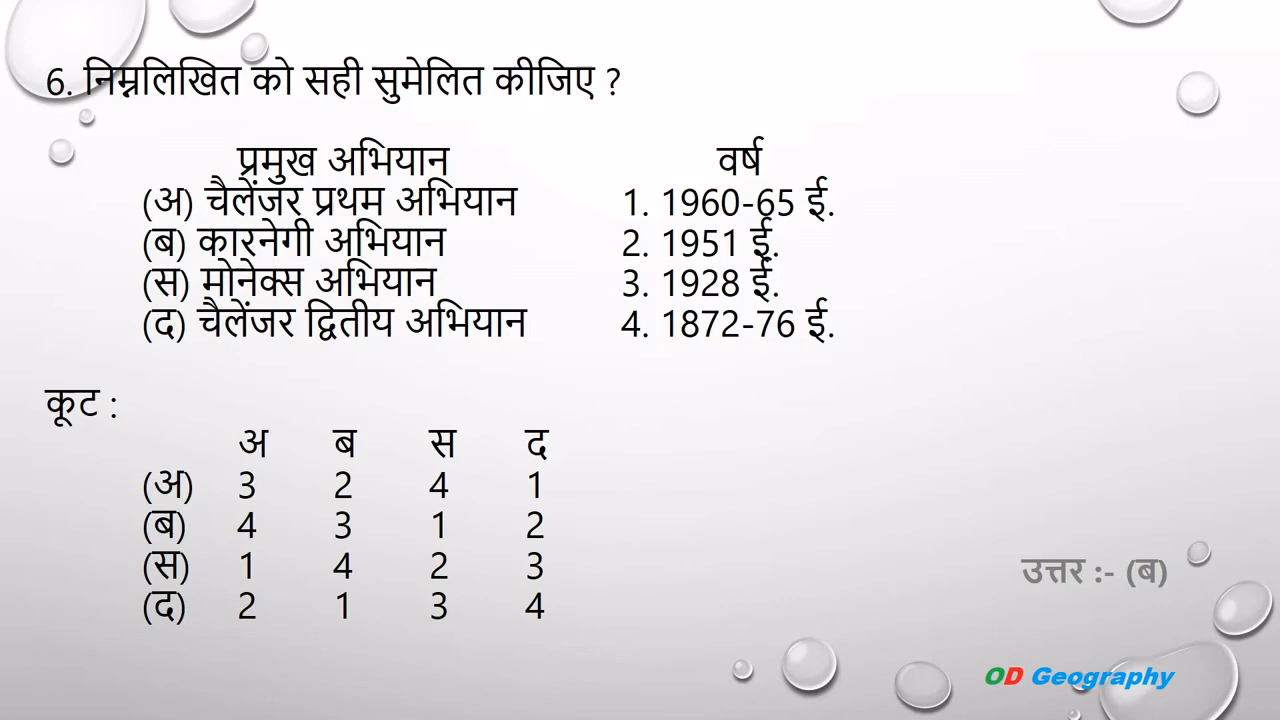 6. निम्नलिखित को सही सुमेलित कीजिए ?
प्रमुख अभियान वर्ष
(अ) चैलेंजर प्रथम अभियान 1. 1960-65 ई.
(ब) कारनेगी अभियान 2. 1951 ई.
(स) मोनेक्स अभियान 3. 1928 ई.
(द) चैलेंजर द्वितीय अभियान 4. 1872-76 ई.
कूट :
अ ब स द
(अ) 3 2 4 1
(ब) 4 3 1 2
(स) 1 4 2 3
(द) 2 1 3 4
उत्तर :- (ब)
OD Geography